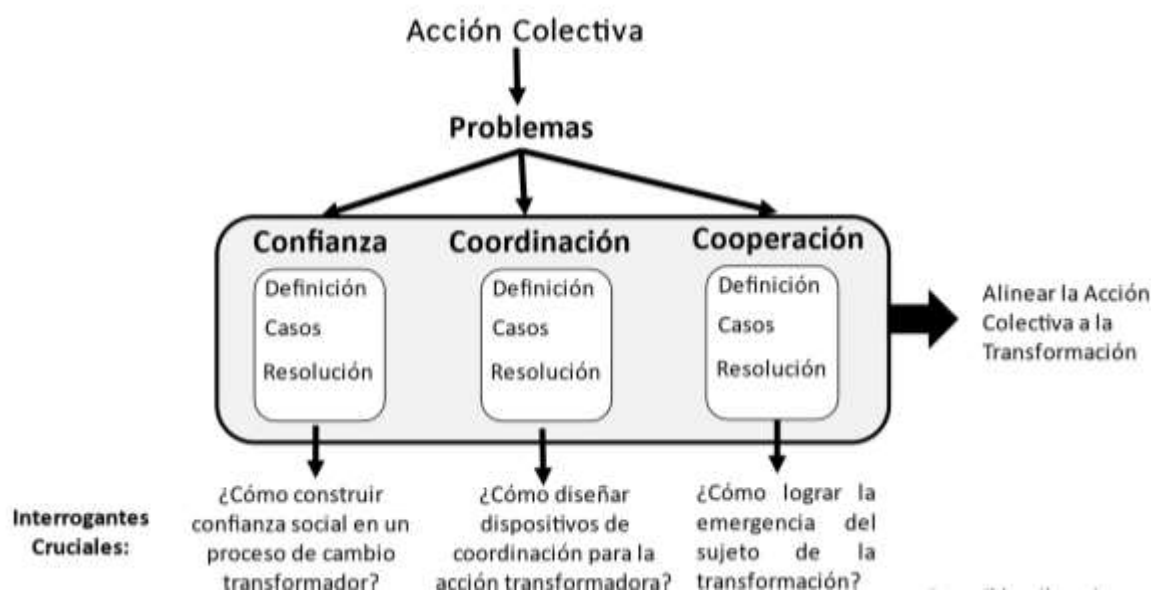 Acción Colectiva
Problemas
Confianza
Definición
Casos
Resolución
Coordinación
Definición
Casos
Resolución
Cooperación
Definición
Casos
Resolución
Alinear la Acción
Colectiva a la
Transformación
Interrogantes
Cruciales:
¿Cómo construir
confianza social en un
proceso de cambio
transformador?
¿Cómo diseñar
dispositivos de
coordinación para la
acción transformadora?
¿Cómo lograr la
emergencia del
sujeto de la
transformación?